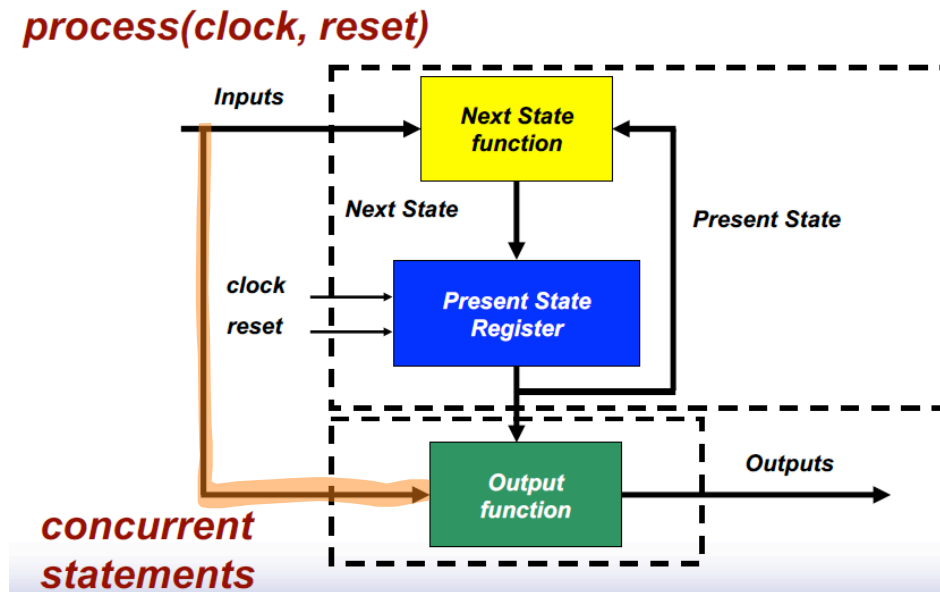 process(clock, reset)
Inputs
Next State
function
Next State
Present State
clock
reset
Present State
Register
Output
function
Outputs
concurrent
statements